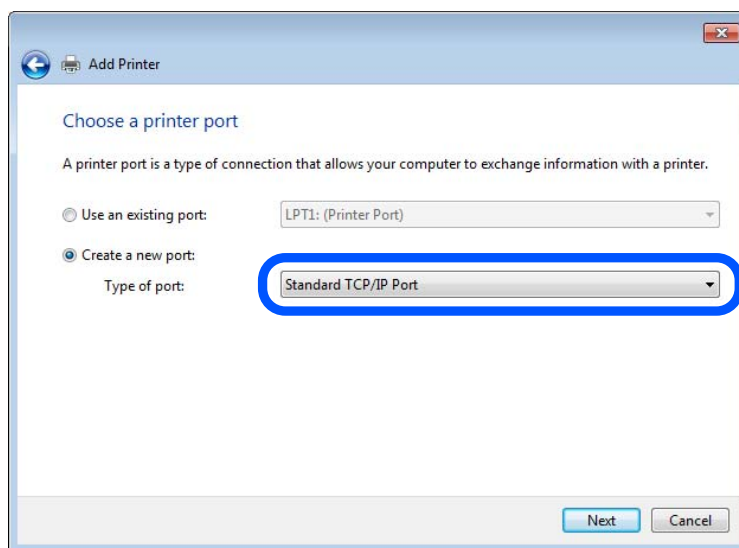 Add Printer
Choose a printer port
A printer port is a type of connection that allows your computer to exchange information with a printer.
Use an existing port: LPT1: (Printer Port)
Create a new port:
Type of port: Standard TCP/IP Port
Next Cancel